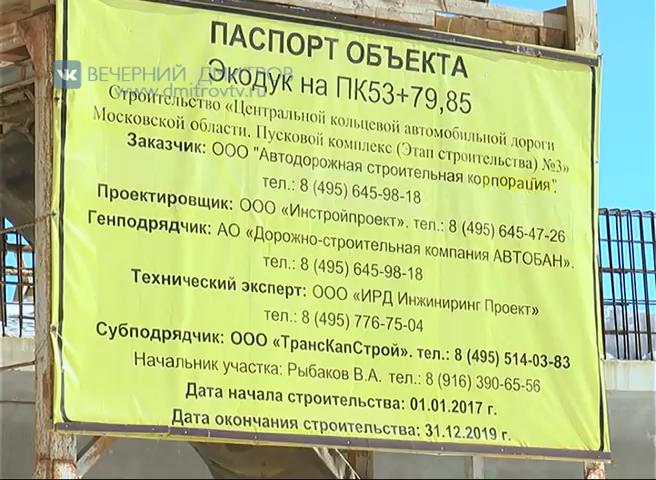 ВЕЧЕРНИЙ ДМИТРОВ
www.dmitrovtv.ru
ПАСПОРТ ОБЪЕКТА
Экодук на ПК53+79,85
Строительство «Центральной кольцевой автомобильной дороги
Московской области. Пусковой комплекс (Этап строительства) №3»
Заказчик: ООО "Автодорожная строительная корпорация".
тел.: 8 (495) 645-98-18
Проектировщик: ООО «Инстройпроект». тел.: 8 (495) 645-47-26
Генподрядчик: АО «Дорожно-строительная компания АВТОБАН».
тел.: 8 (495) 645-98-18
Технический эксперт: ООО «ИРД Инжиниринг Проект»
тел.: 8 (495) 776-75-04
Субподрядчик: ООО «ТрансКапСтрой». тел.: 8 (495) 514-03-83
Начальник участка: Рыбаков В.А. тел.: 8 (916) 390-65-56
Дата начала строительства: 01.01.2017 г.
Дата окончания строительства: 31.12.2019 г.